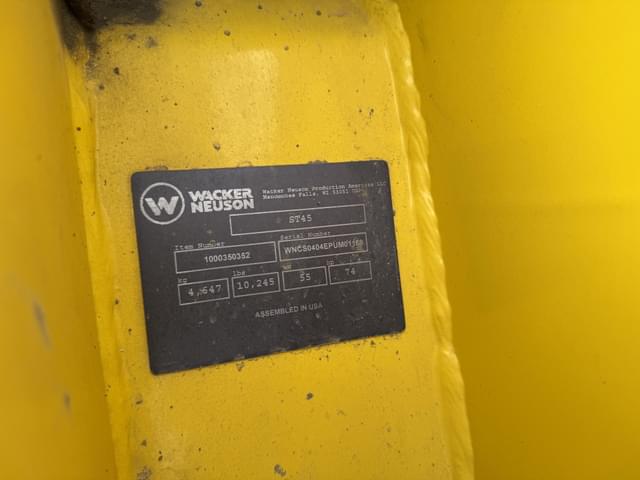 WACKER NEUSON
Wacker Neuson Production Americas LLC
Menomonee Falls, WI 53051 USA
ST45
Item Number
Serial Number
1000350352
kg
lbs
kW
hp
4,647
10,245
55
74
ASSEMBLED IN USA